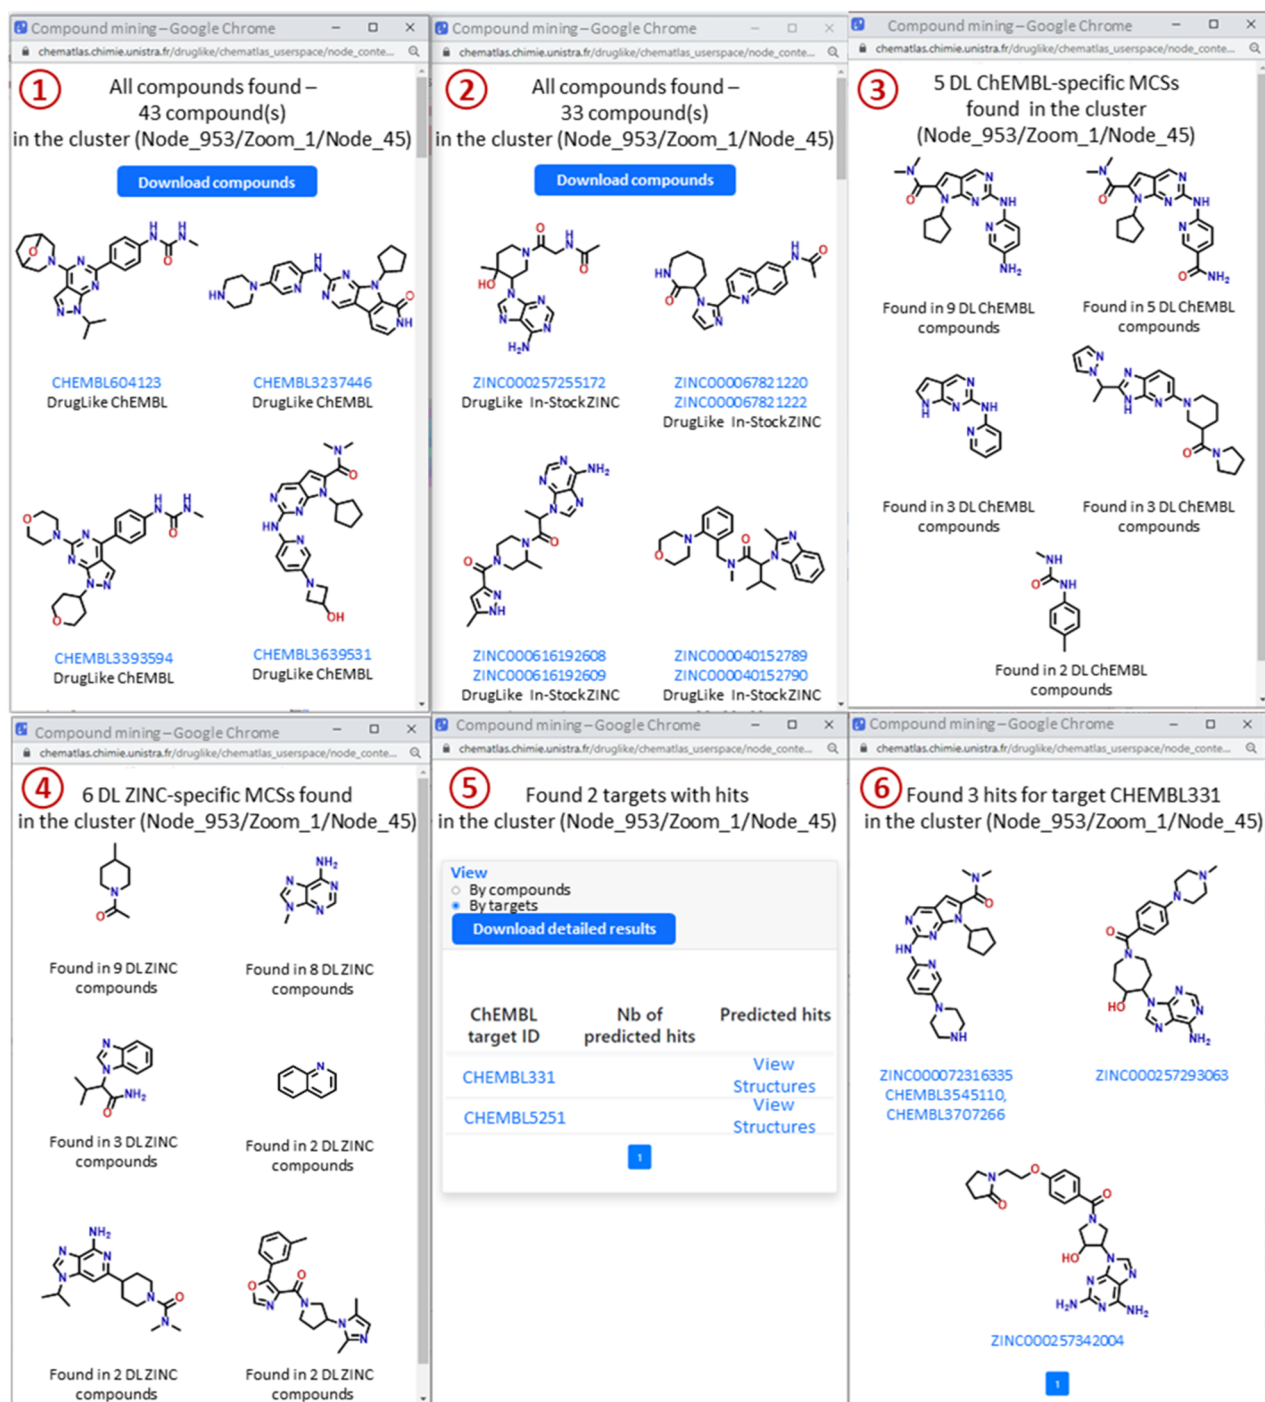 Compound mining – Google Chrome
chematlas.chimie.unistra.fr/druglike/chematlas_userspace/node_conte...
1
All compounds found –
43 compound(s)
in the cluster (Node_953/Zoom_1/Node_45)
Download compounds
CHEMBL604123
DrugLike ChEMBL
CHEMBL3237446
DrugLike ChEMBL
CHEMBL3393594
DrugLike ChEMBL
CHEMBL3639531
DrugLike ChEMBL
Compound mining – Google Chrome
chematlas.chimie.unistra.fr/druglike/chematlas_userspace/node_conte...
2
All compounds found –
33 compound(s)
in the cluster (Node_953/Zoom_1/Node_45)
Download compounds
ZINC000257255172
DrugLike In-StockZINC
ZINC000067821220
ZINC000067821222
DrugLike In-StockZINC
ZINC000616192608
ZINC000616192609
DrugLike In-StockZINC
ZINC000040152789
ZINC000040152790
DrugLike In-StockZINC
Compound mining – Google Chrome
chematlas.chimie.unistra.fr/druglike/chematlas_userspace/node_conte...
3
5 DL ChEMBL-specific MCSs
found in the cluster
(Node_953/Zoom_1/Node_45)
Found in 9 DL ChEMBL
compounds
Found in 5 DL ChEMBL
compounds
Found in 3 DL ChEMBL
compounds
Found in 3 DL ChEMBL
compounds
Found in 2 DL ChEMBL
compounds
Compound mining – Google Chrome
chematlas.chimie.unistra.fr/druglike/chematlas_userspace/node_conte...
4
6 DL ZINC-specific MCSs found
in the cluster (Node_953/Zoom_1/Node_45)
Found in 9 DL ZINC
compounds
Found in 8 DL ZINC
compounds
Found in 3 DL ZINC
compounds
Found in 2 DL ZINC
compounds
Found in 2 DL ZINC
compounds
Found in 2 DL ZINC
compounds
Compound mining – Google Chrome
chematlas.chimie.unistra.fr/druglike/chematlas_userspace/node_conte...
5
Found 2 targets with hits
in the cluster (Node_953/Zoom_1/Node_45)
View
By compounds
By targets
Download detailed results
ChEMBL
target ID
Nb of
predicted hits
Predicted hits
CHEMBL331
View
Structures
CHEMBL5251
View
Structures
1
Compound mining – Google Chrome
chematlas.chimie.unistra.fr/druglike/chematlas_userspace/node_conte...
6
Found 3 hits for target CHEMBL331
in the cluster (Node_953/Zoom_1/Node_45)
ZINC000072316335
CHEMBL3545110,
CHEMBL3707266
ZINC000257293063
ZINC000257342004
1